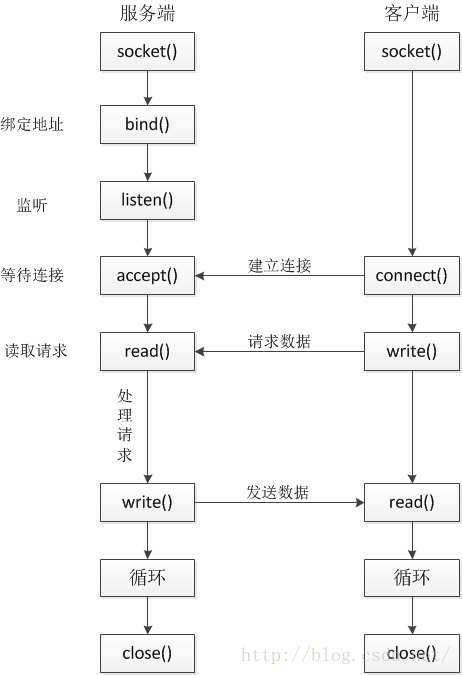 服务端 客户端
socket() socket()
绑定地址 bind()
监听 listen()
等待连接 accept() 建立连接 connect()
读取请求 read() 请求数据 write()
处理请求
write() 发送数据 read()
循环 循环
close() close()
http://blog.csdn.net/